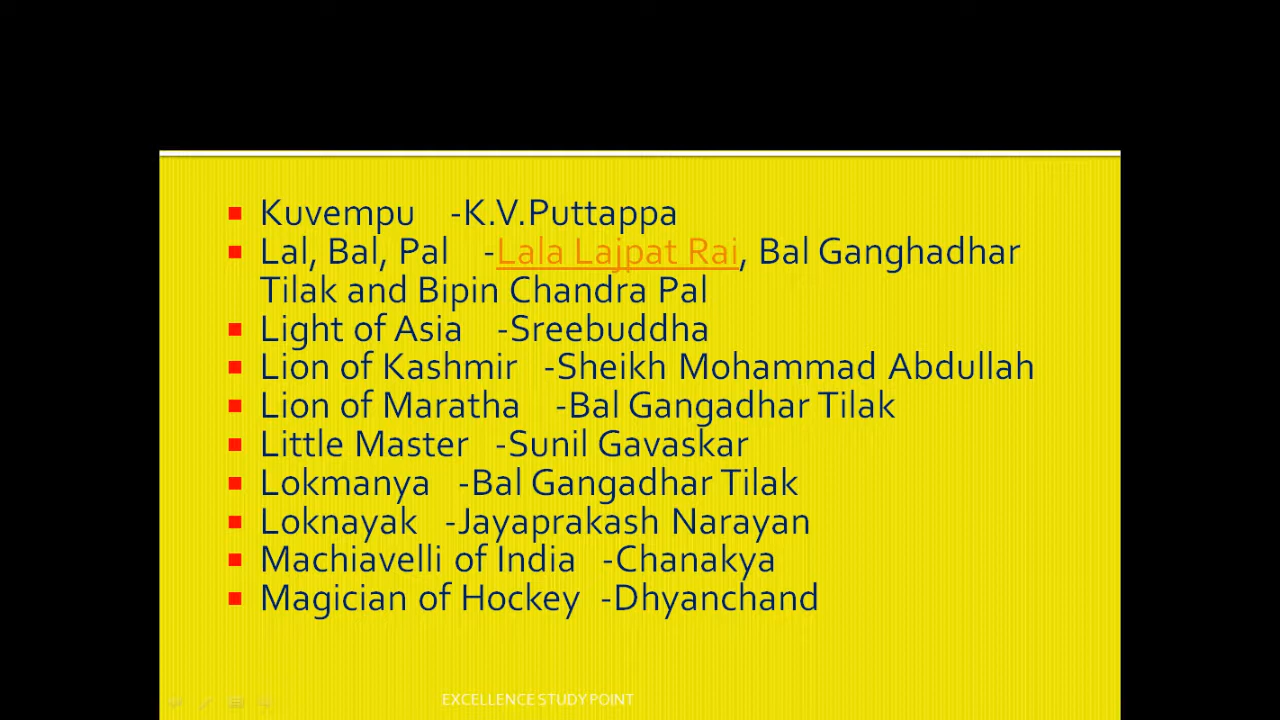 Kuvempu -K.V.Puttappa
Lal, Bal, Pal -Lala Lajpat Rai, Bal Ganghadhar
Tilak and Bipin Chandra Pal
Light of Asia -Sreebuddha
Lion of Kashmir -Sheikh Mohammad Abdullah
Lion of Maratha -Bal Gangadhar Tilak
Little Master -Sunil Gavaskar
Lokmanya -Bal Gangadhar Tilak
Loknayak -Jayaprakash Narayan
Machiavelli of India -Chanakya
Magician of Hockey -Dhyanchand
EXCELLENCE STUDY POINT